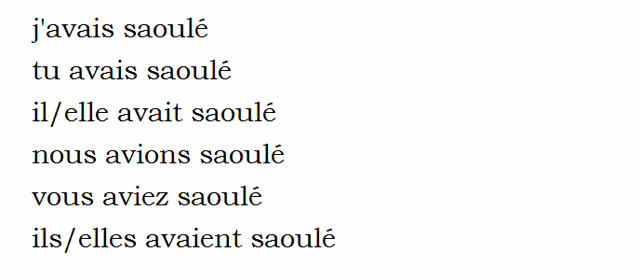 j'avais saoulé
tu avais saoulé
il/elle avait saoulé
nous avions saoulé
vous aviez saoulé
ils/elles avaient saoulé